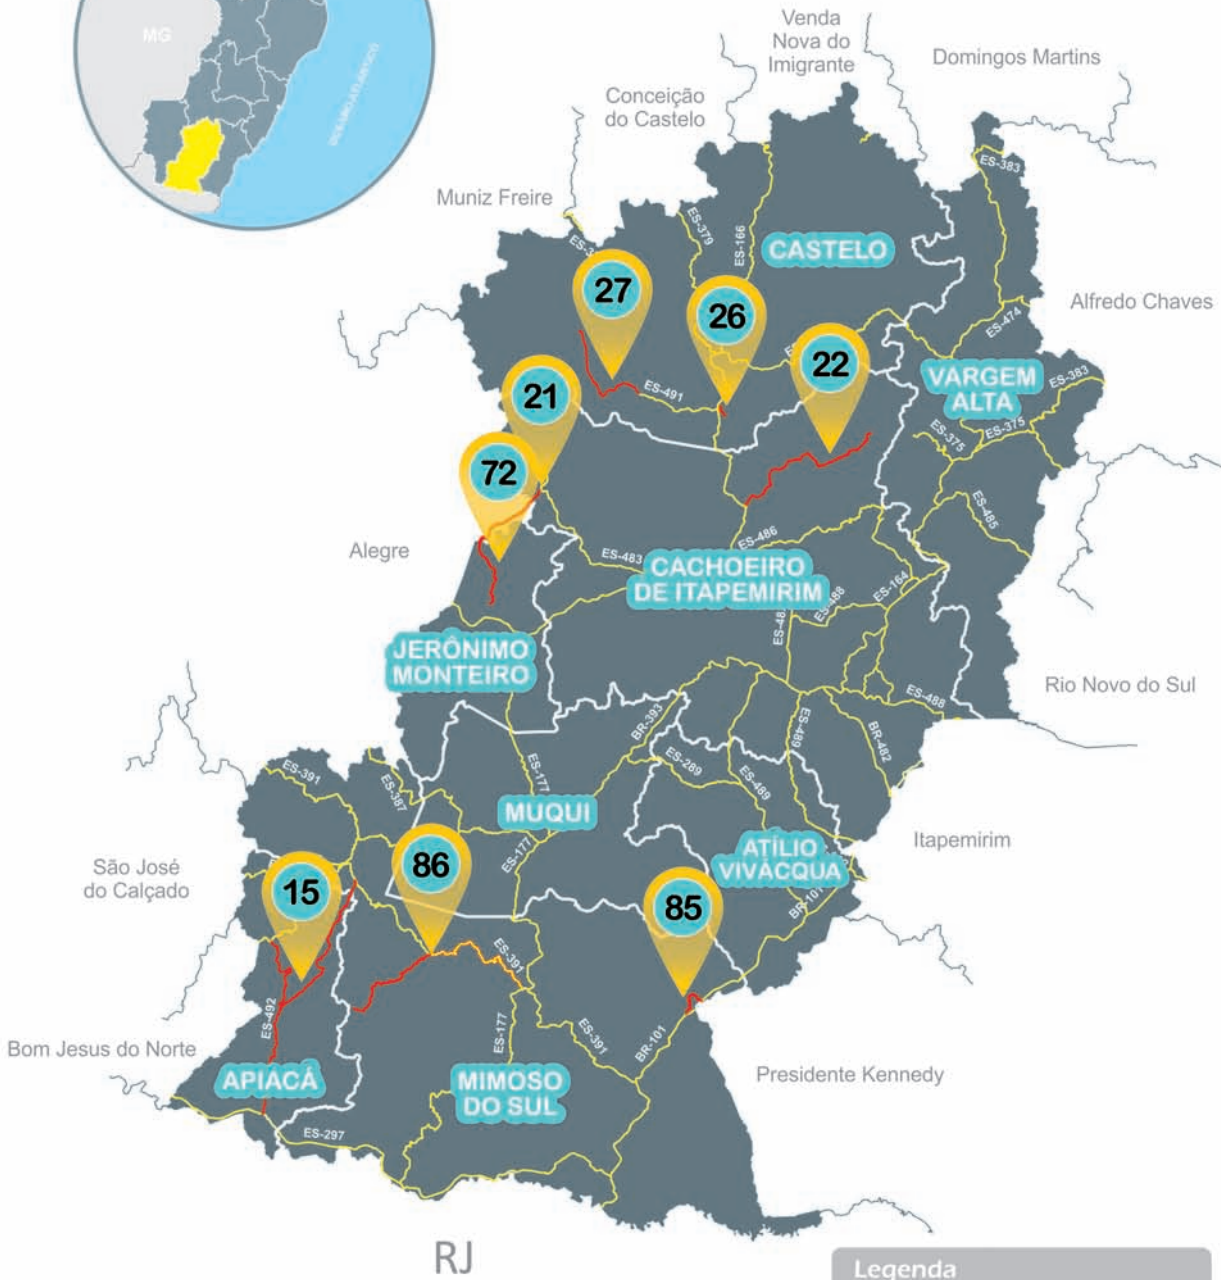 MG
OCEANO ATLÂNTICO
Venda
Nova do
Imigrante
Domingos Martins
Conceição
do Castelo
ES-383
Muniz Freire
ES-379
ES-166
CASTELO
27
26
Alfredo Chaves
ES-474
22
21
ES-491
VARGEM
ALTA
ES-383
ES-375
ES-375
72
ES-485
Alegre
ES-486
ES-483
CACHOEIRO
DE ITAPEMIRIM
ES-164
ES-488
JERÔNIMO
MONTEIRO
Rio Novo do Sul
ES-488
BR-393
ES-489
BR-482
ES-391
ES-177
ES-289
ES-489
ES-387
MUQUI
Itapemirim
ATÍLIO
VIVÁCQUA
ES-177
São José
do Calçado
86
15
85
BR-101
ES-391
ES-492
ES-177
ES-391
BR-101
Bom Jesus do Norte
APIACÁ
MIMOSO
DO SUL
Presidente Kennedy
ES-297
RJ
Legenda